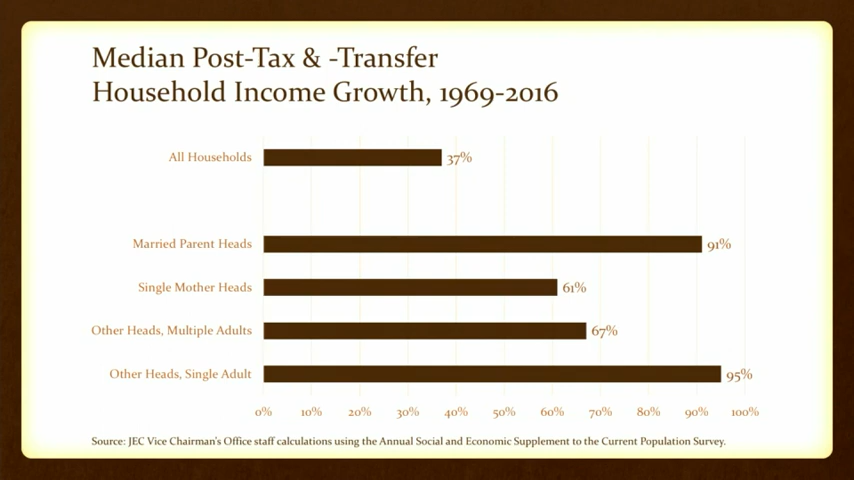 Median Post-Tax & -Transfer
Household Income Growth, 1969-2016
All Households
37%
Married Parent Heads
91%
Single Mother Heads
61%
Other Heads, Multiple Adults
67%
Other Heads, Single Adult
95%
0% 10% 20% 30% 40% 50% 60% 70% 80% 90% 100%
Source: JEC Vice Chairman's Office staff calculations using the Annual Social and Economic Supplement to the Current Population Survey.